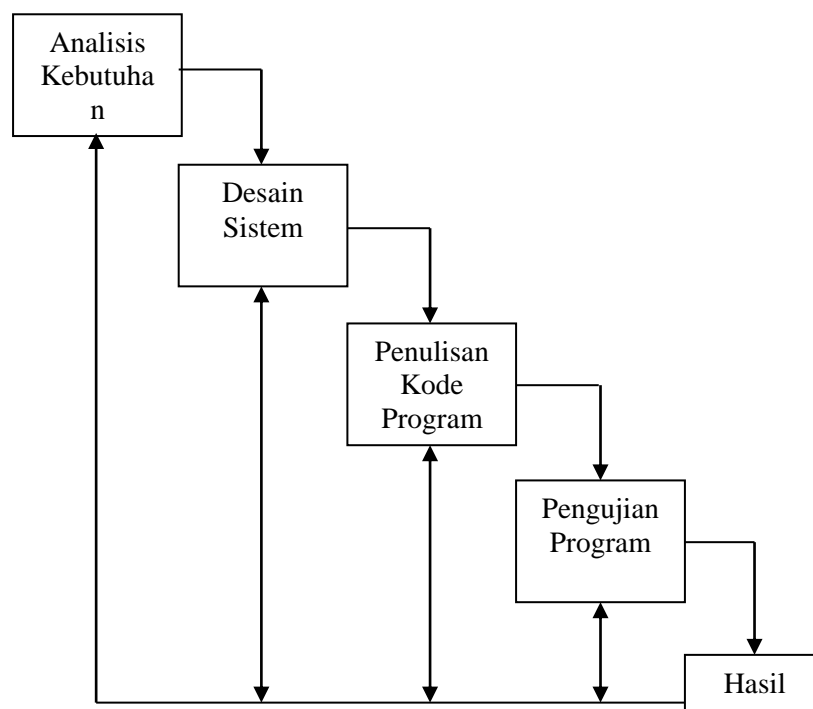 Analisis
Kebutuha
n
Desain
Sistem
Penulisan
Kode
Program
Pengujian
Program
Hasil